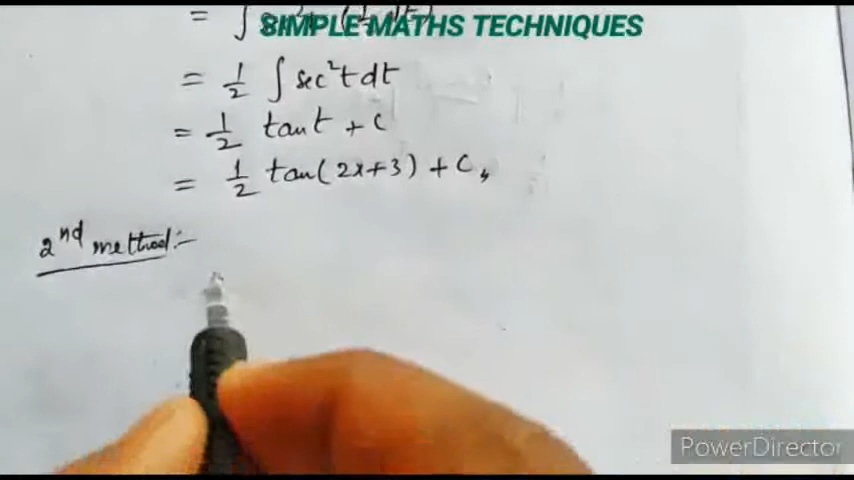 SIMPLE MATHS TECHNIQUES
= ∫
= 1/2 ∫ sec²t dt
= 1/2 tan t + c
= 1/2 tan(2x+3) + c,
2nd method:-
PowerDirector